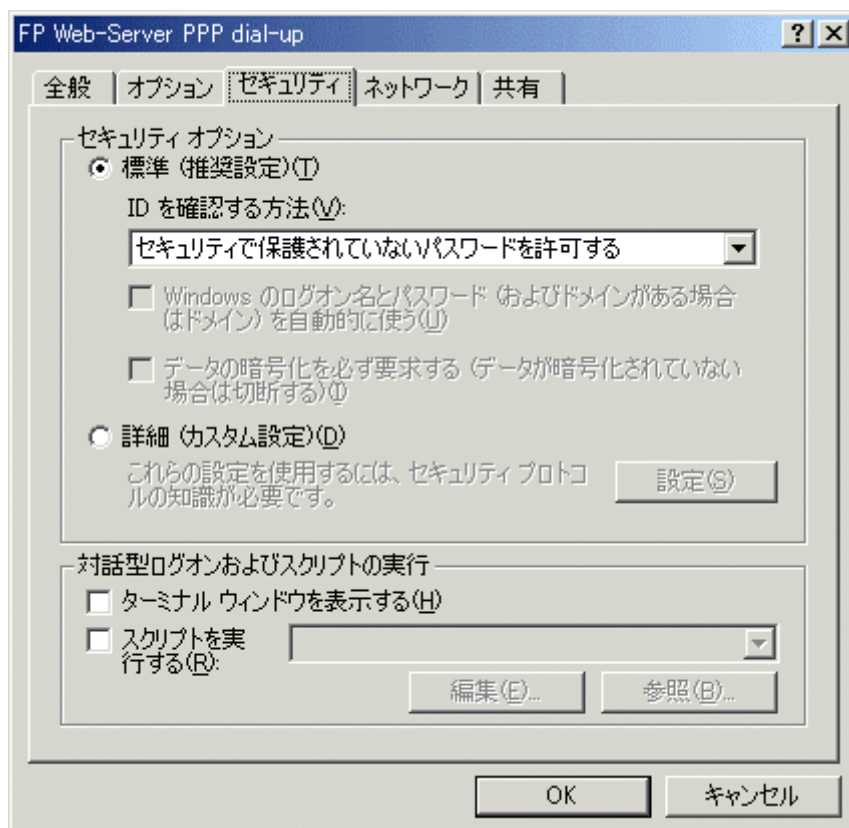 FP Web-Server PPP dial-up
全般 オプション セキュリティ ネットワーク 共有
セキュリティ オプション
標準 (推奨設定)(T)
ID を確認する方法(V):
セキュリティで保護されていないパスワードを許可する
Windows のログオン名とパスワード (およびドメインがある場合
はドメイン) を自動的に使う(U)
データの暗号化を必ず要求する (データが暗号化されていない
場合は切断する)(I)
詳細 (カスタム設定)(D)
これらの設定を使用するには、セキュリティ プロトコ
ルの知識が必要です。
設定(S)
対話型ログオンおよびスクリプトの実行
ターミナル ウィンドウを表示する(H)
スクリプトを実
行する(R):
編集(E)... 参照(B)...
OK キャンセル